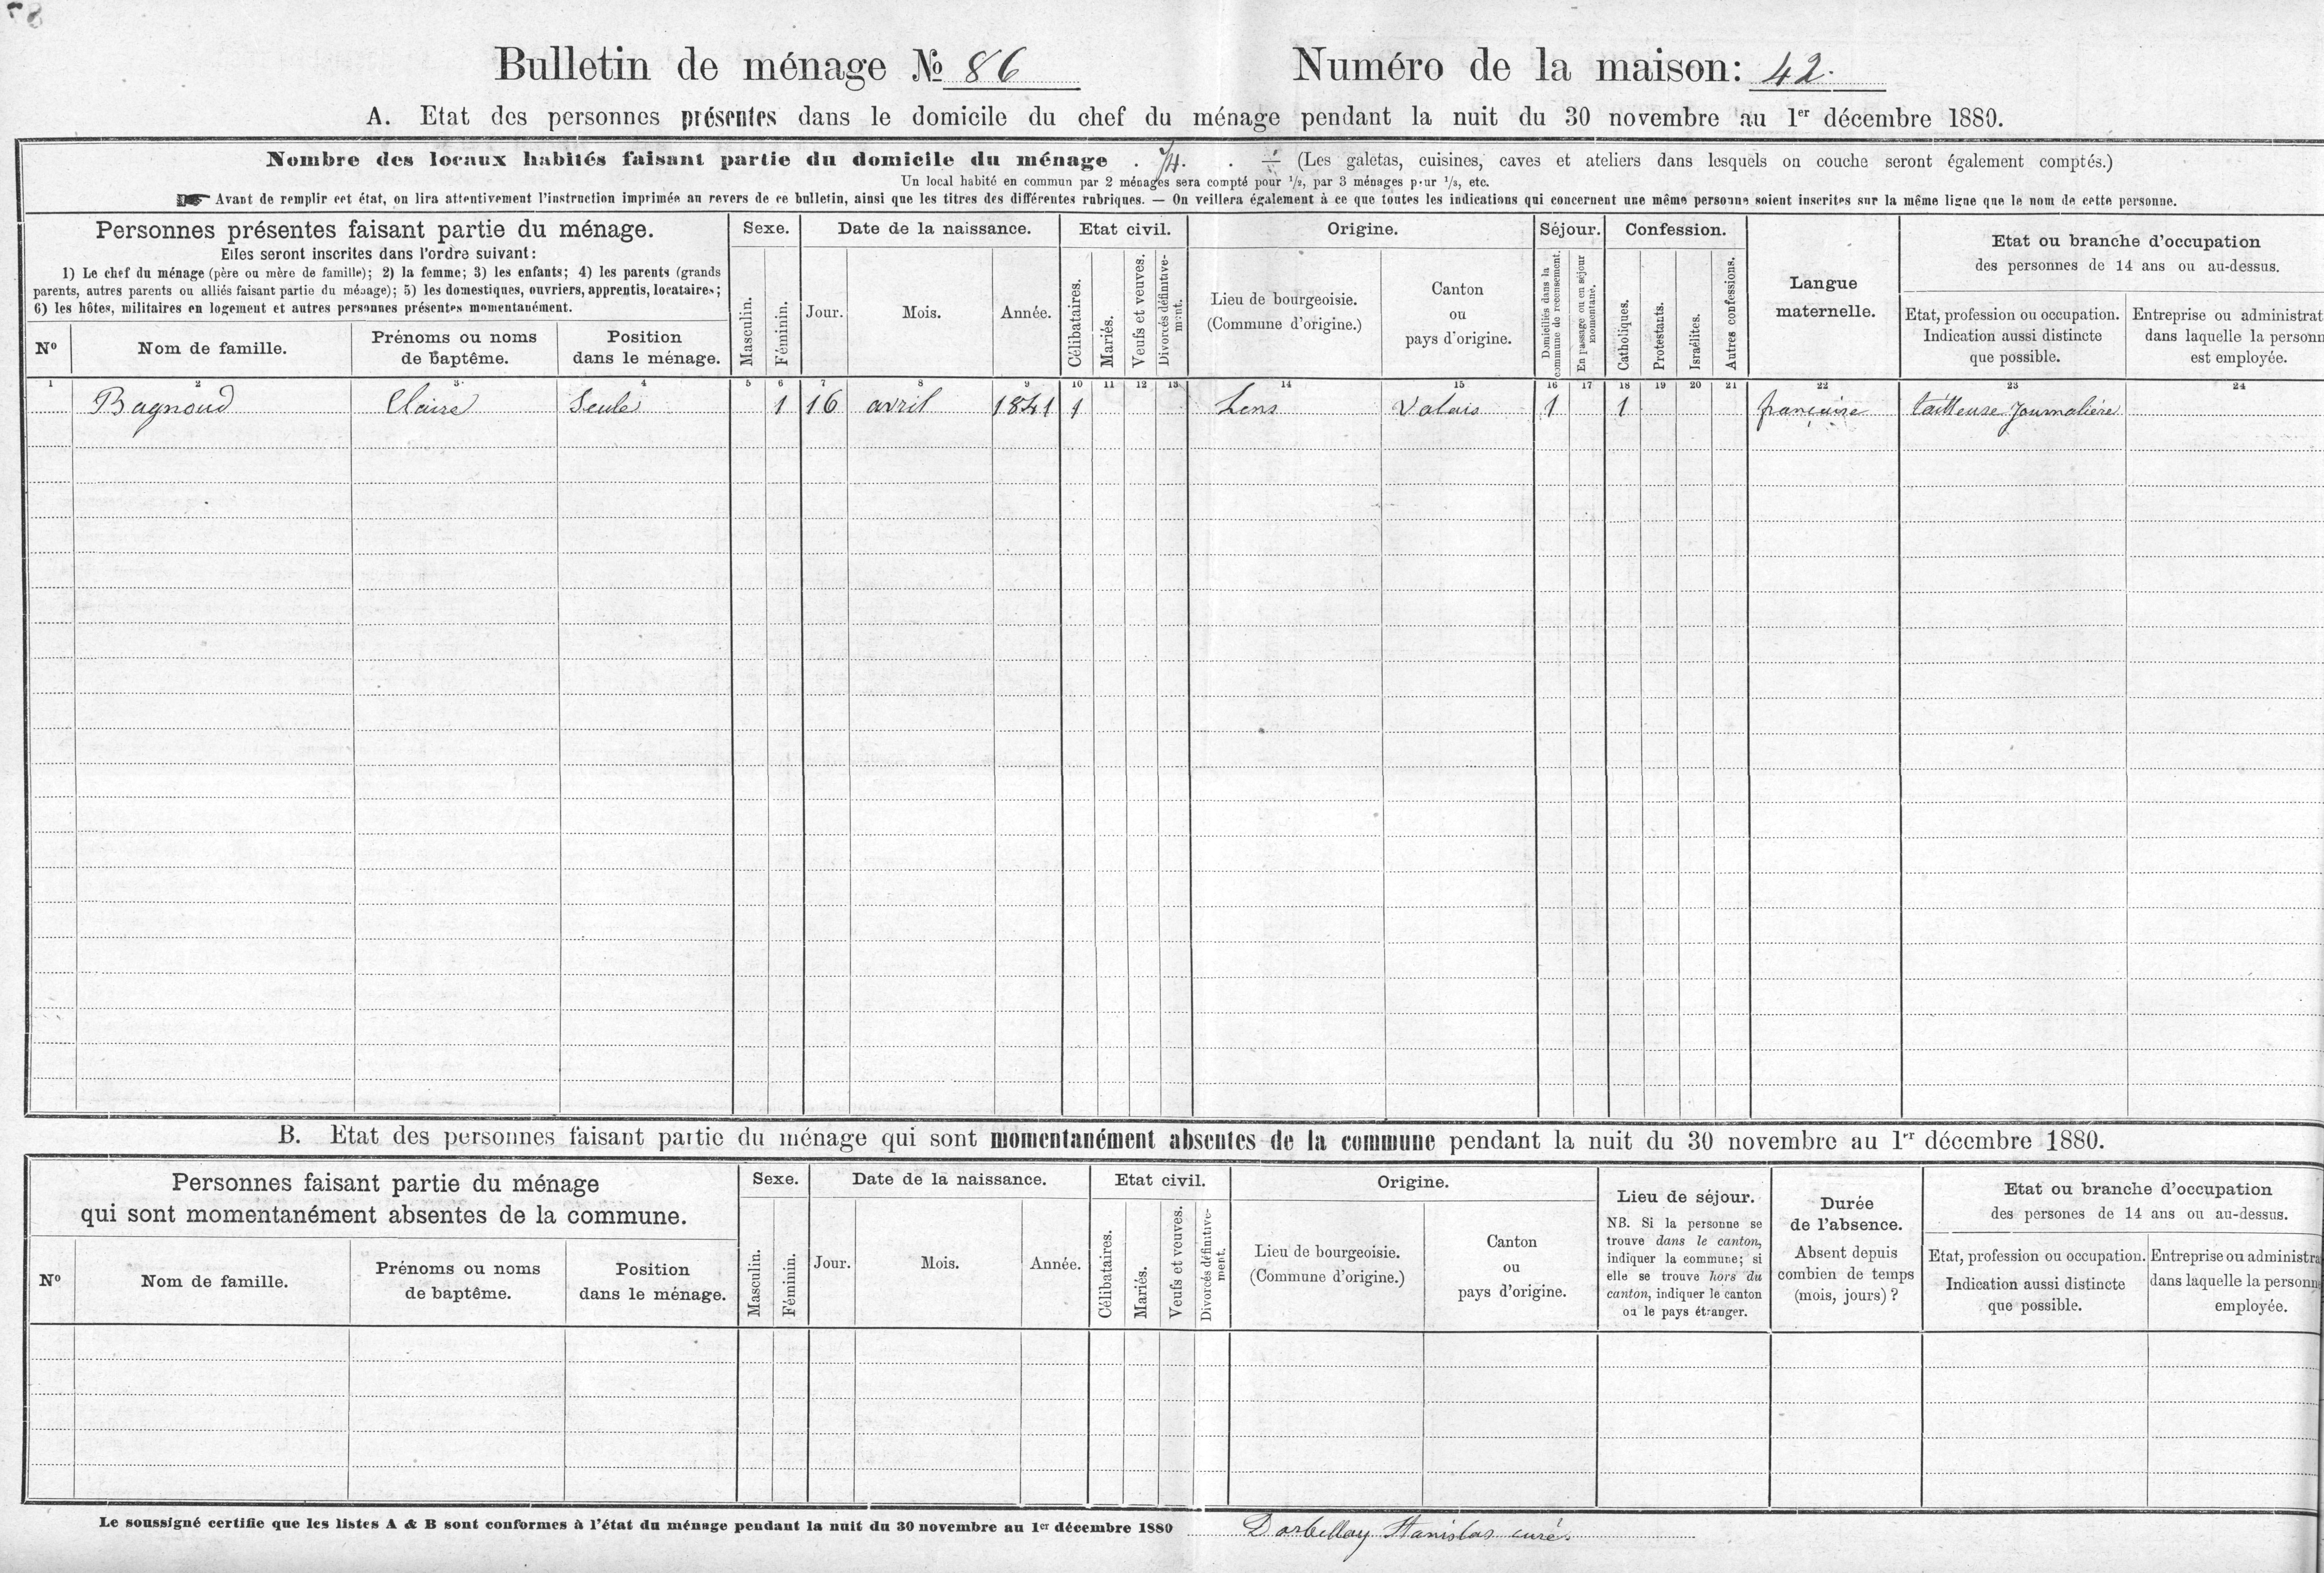 87
Bulletin de ménage № 86
Numéro de la maison: 42.
A. Etat des personnes présentes dans le domicile du chef du ménage pendant la nuit du 30 novembre au 1er décembre 1880.
Nombre des locaux habités faisant partie du domicile du ménage . . (Les galetas, cuisines, caves et ateliers dans lesquels on couche seront également comptés.)
Un local habité en commun par 2 ménages sera compté pour 1/2, par 3 ménages pour 1/3, etc.
☛ Avant de remplir cet état, on lira attentivement l'instruction imprimée au revers de ce bulletin, ainsi que les titres des différentes rubriques. — On veillera également à ce que toutes les indications qui concernent une même personne soient inscrites sur la même ligne que le nom de cette personne.
Personnes présentes faisant partie du ménage.
Elles seront inscrites dans l'ordre suivant:
1) Le chef du ménage (père ou mère de famille); 2) la femme; 3) les enfants; 4) les parents (grands
parents, autres parents ou alliés faisant partie du ménage); 5) les domestiques, ouvriers, apprentis, locataires;
6) les hôtes, militaires en logement et autres personnes présentes momentanément.
Nº
Nom de famille.
Prénoms ou noms
de baptême.
Position
dans le ménage.
Sexe.
Masculin.
Féminin.
Date de la naissance.
Jour.
Mois.
Année.
Etat civil.
Célibataires.
Mariés.
Veufs et veuves.
Divorcés définitive-
ment.
Origine.
Lieu de bourgeoisie.
(Commune d'origine.)
Canton
ou
pays d'origine.
Séjour.
Domiciliés dans la
commune de recensement.
En passage ou en séjour
momentané.
Confession.
Catholiques.
Protestants.
Israélites.
Autres confessions.
Langue
maternelle.
Etat ou branche d'occupation
des personnes de 14 ans ou au-dessus.
Etat, profession ou occupation.
Indication aussi distincte
que possible.
Entreprise ou administrat
dans laquelle la personn
est employée.
1 2 3 4 5 6 7 8 9 10 11 12 13 14 15 16 17 18 19 20 21 22 23 24
Bagnoud Claire Seule 1 16 avril 1841 1 Lens Valais 1 1 française tailleuse journalière
B. Etat des personnes faisant partie du ménage qui sont momentanément absentes de la commune pendant la nuit du 30 novembre au 1er décembre 1880.
Personnes faisant partie du ménage
qui sont momentanément absentes de la commune.
Nº
Nom de famille.
Prénoms ou noms
de baptême.
Position
dans le ménage.
Sexe.
Masculin.
Féminin.
Date de la naissance.
Jour.
Mois.
Année.
Etat civil.
Célibataires.
Mariés.
Veufs et veuves.
Divorcés définitive-
ment.
Origine.
Lieu de bourgeoisie.
(Commune d'origine.)
Canton
ou
pays d'origine.
Lieu de séjour.
NB. Si la personne se
trouve dans le canton,
indiquer la commune; si
elle se trouve hors du
canton, indiquer le canton
ou le pays étranger.
Durée
de l'absence.
Absent depuis
combien de temps
(mois, jours) ?
Etat ou branche d'occupation
des persones de 14 ans ou au-dessus.
Etat, profession ou occupation.
Indication aussi distincte
que possible.
Entreprise ou administra
dans laquelle la personn
employée.
Le soussigné certifie que les listes A & B sont conformes à l'état du ménage pendant la nuit du 30 novembre au 1er décembre 1880 Darbellay Stanislas curé.